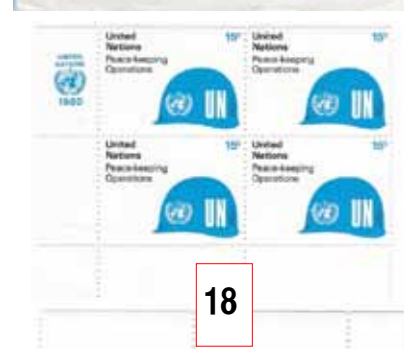 United
Nations
Peace-keeping
Operations
15c
UN
United
Nations
Peace-keeping
Operations
15c
UN
UNITED
NATIONS
1980
United
Nations
Peace-keeping
Operations
15c
UN
United
Nations
Peace-keeping
Operations
15c
UN
18